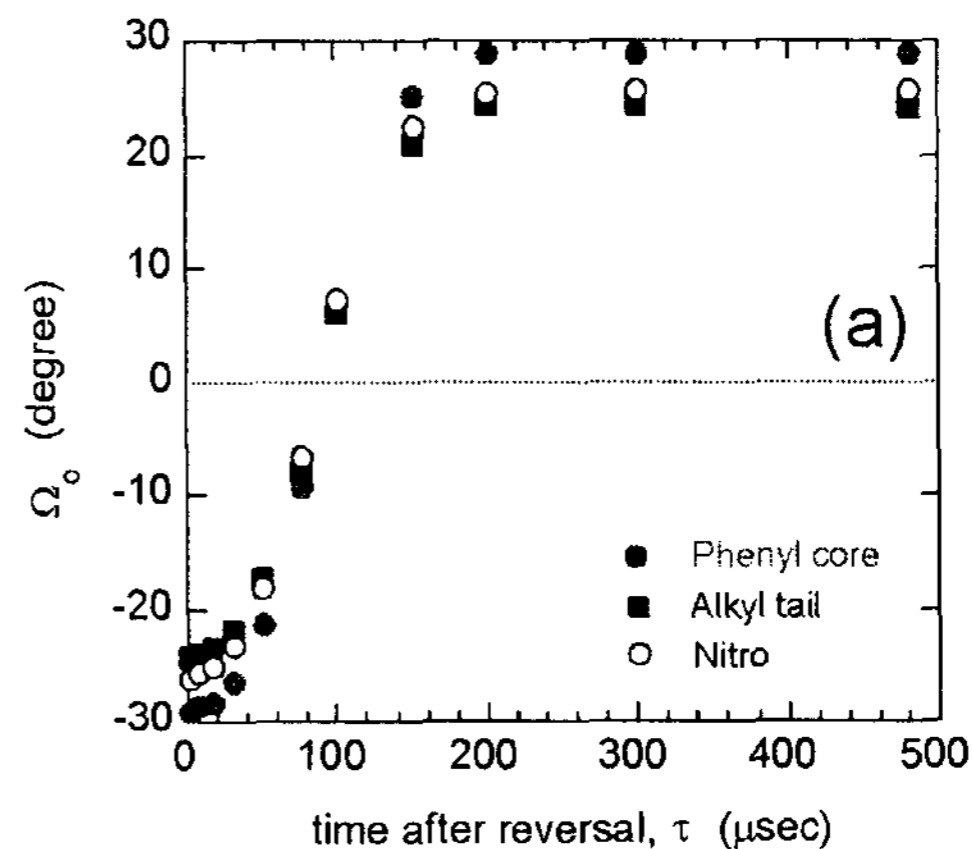 30
20
10
0
-10
-20
-30
Ωₒ (degree)
(a)
Phenyl core
Alkyl tail
Nitro
0 100 200 300 400 500
time after reversal, τ (μsec)